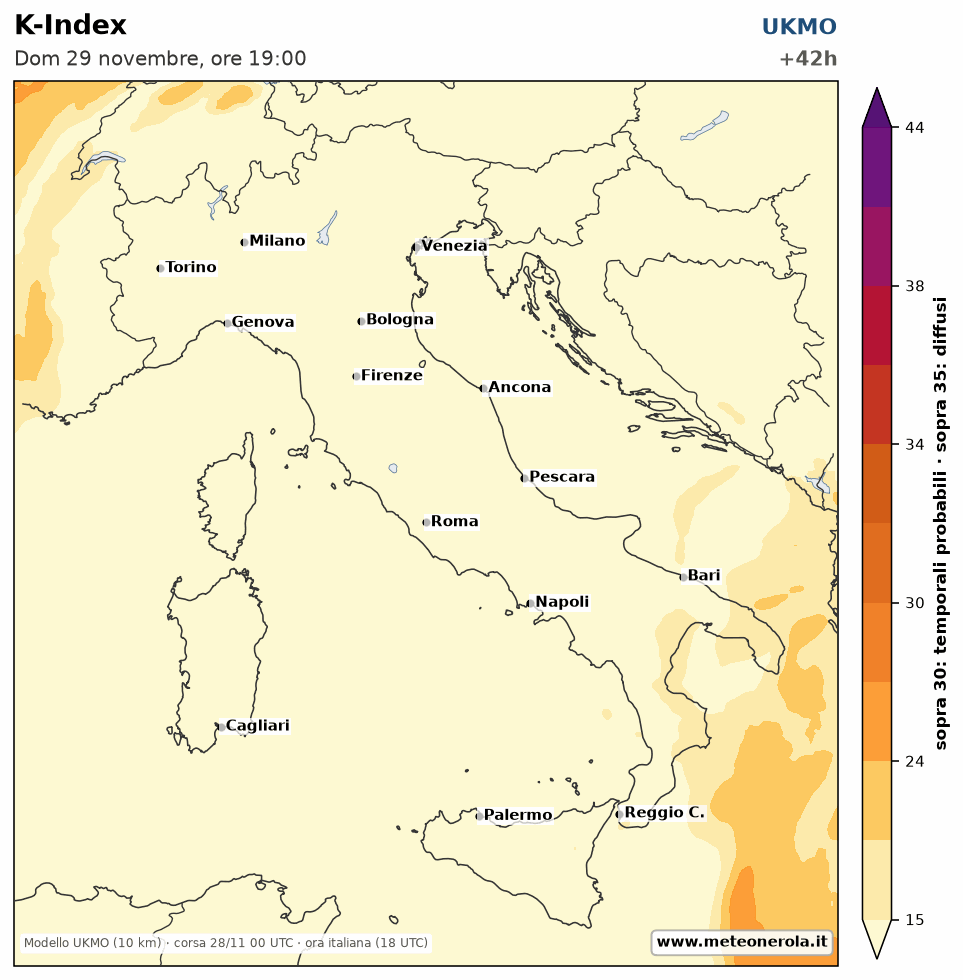 K-Index
UKMO
Dom 29 novembre, ore 19:00
+42h
44
38
34
30
24
15
sopra 30: temporali probabili · sopra 35: diffusi
Milano
Venezia
Torino
Genova
Bologna
Firenze
Ancona
Pescara
Roma
Bari
Napoli
Cagliari
Palermo
Reggio C.
Modello UKMO (10 km) · corsa 28/11 00 UTC · ora italiana (18 UTC)
www.meteonerola.it